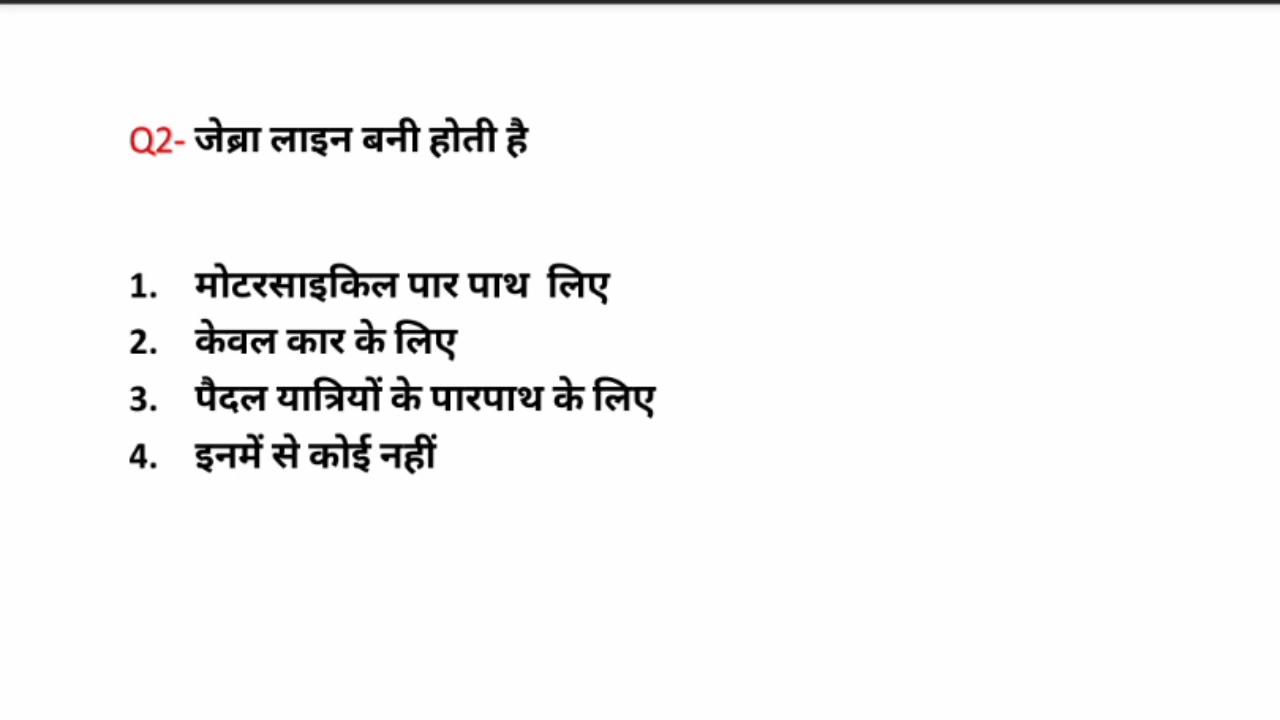 Q2- जेब्रा लाइन बनी होती है
1. मोटरसाइकिल पार पाथ लिए
2. केवल कार के लिए
3. पैदल यात्रियों के पारपाथ के लिए
4. इनमें से कोई नहीं